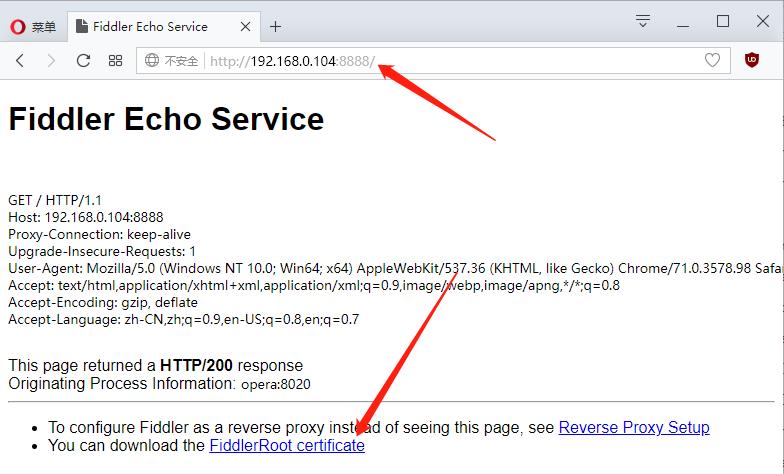 菜单
Fiddler Echo Service
不安全
http://192.168.0.104:8888/
Fiddler Echo Service
GET / HTTP/1.1
Host: 192.168.0.104:8888
Proxy-Connection: keep-alive
Upgrade-Insecure-Requests: 1
User-Agent: Mozilla/5.0 (Windows NT 10.0; Win64; x64) AppleWebKit/537.36 (KHTML, like Gecko) Chrome/71.0.3578.98 Safa
Accept: text/html,application/xhtml+xml,application/xml;q=0.9,image/webp,image/apng,*/*;q=0.8
Accept-Encoding: gzip, deflate
Accept-Language: zh-CN,zh;q=0.9,en-US;q=0.8,en;q=0.7
This page returned a HTTP/200 response
Originating Process Information: opera:8020
• To configure Fiddler as a reverse proxy instead of seeing this page, see Reverse Proxy Setup
• You can download the FiddlerRoot certificate